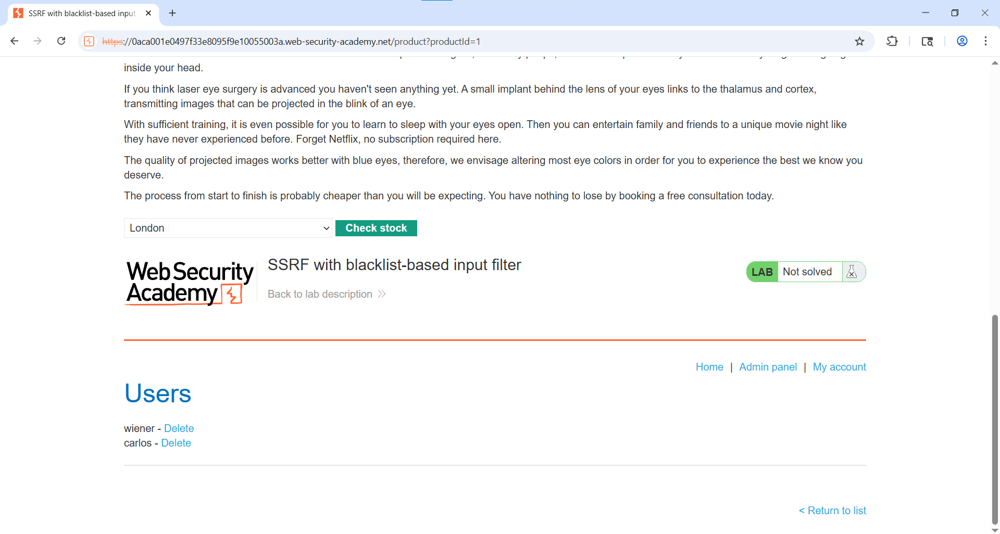 SSRF with blacklist-based input
https://0aca001e0497f33e8095f9e10055003a.web-security-academy.net/product?productId=1
inside your head.
If you think laser eye surgery is advanced you haven't seen anything yet. A small implant behind the lens of your eyes links to the thalamus and cortex,
transmitting images that can be projected in the blink of an eye.
With sufficient training, it is even possible for you to learn to sleep with your eyes open. Then you can entertain family and friends to a unique movie night like
they have never experienced before. Forget Netflix, no subscription required here.
The quality of projected images works better with blue eyes, therefore, we envisage altering most eye colors in order for you to experience the best we know you
deserve.
The process from start to finish is probably cheaper than you will be expecting. You have nothing to lose by booking a free consultation today.
London
Check stock
Web Security
Academy
SSRF with blacklist-based input filter
Back to lab description
LAB Not solved
Home | Admin panel | My account
Users
wiener - Delete
carlos - Delete
< Return to list